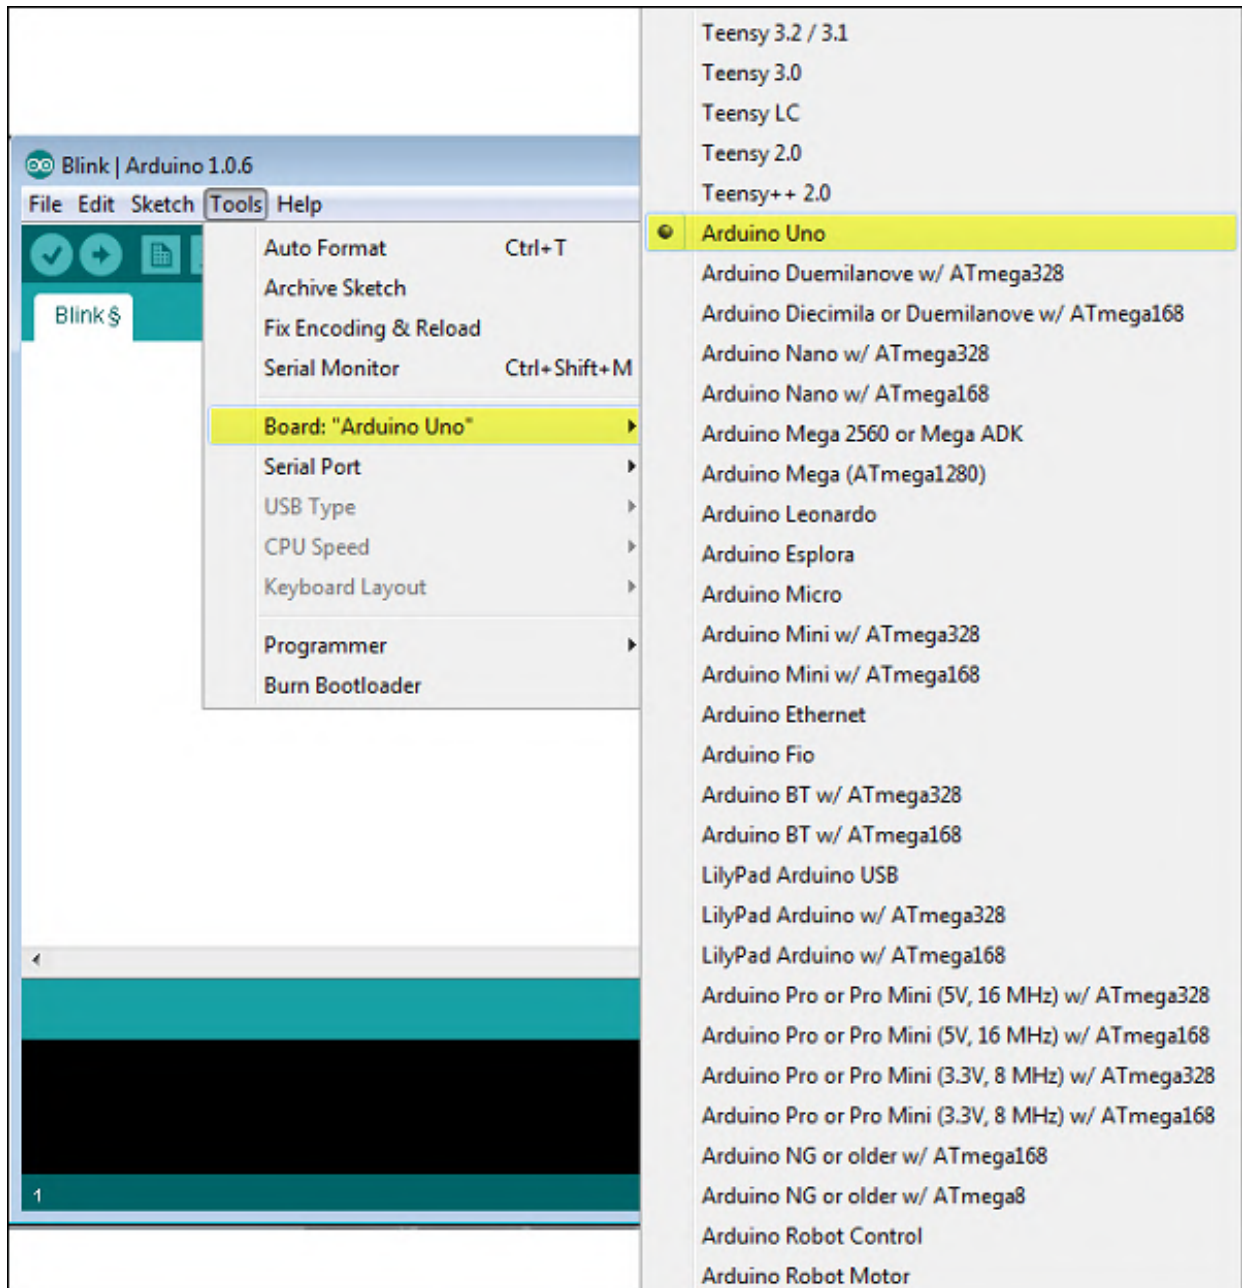 Blink | Arduino 1.0.6
File Edit Sketch Tools Help
Blink§
Auto Format Ctrl+T
Archive Sketch
Fix Encoding & Reload
Serial Monitor Ctrl+Shift+M
Board: "Arduino Uno"
Serial Port
USB Type
CPU Speed
Keyboard Layout
Programmer
Burn Bootloader
1
Teensy 3.2 / 3.1
Teensy 3.0
Teensy LC
Teensy 2.0
Teensy++ 2.0
Arduino Uno
Arduino Duemilanove w/ ATmega328
Arduino Diecimila or Duemilanove w/ ATmega168
Arduino Nano w/ ATmega328
Arduino Nano w/ ATmega168
Arduino Mega 2560 or Mega ADK
Arduino Mega (ATmega1280)
Arduino Leonardo
Arduino Esplora
Arduino Micro
Arduino Mini w/ ATmega328
Arduino Mini w/ ATmega168
Arduino Ethernet
Arduino Fio
Arduino BT w/ ATmega328
Arduino BT w/ ATmega168
LilyPad Arduino USB
LilyPad Arduino w/ ATmega328
LilyPad Arduino w/ ATmega168
Arduino Pro or Pro Mini (5V, 16 MHz) w/ ATmega328
Arduino Pro or Pro Mini (5V, 16 MHz) w/ ATmega168
Arduino Pro or Pro Mini (3.3V, 8 MHz) w/ ATmega328
Arduino Pro or Pro Mini (3.3V, 8 MHz) w/ ATmega168
Arduino NG or older w/ ATmega168
Arduino NG or older w/ ATmega8
Arduino Robot Control
Arduino Robot Motor